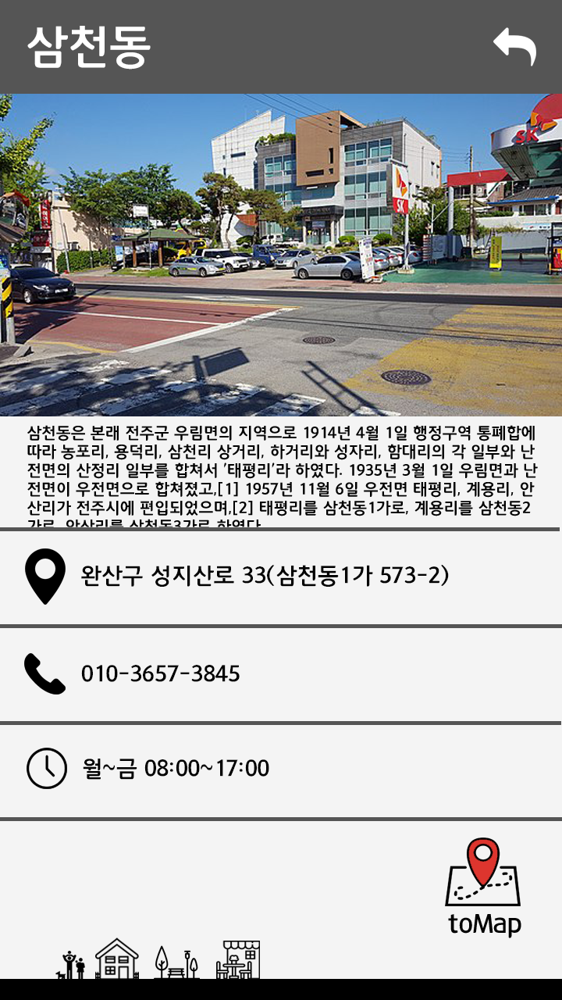 삼천동
SK
SK
삼천동은 본래 전주군 우림면의 지역으로 1914년 4월 1일 행정구역 통폐합에
따라 농포리, 용덕리, 삼천리 상거리, 하거리와 성자리, 함대리의 각 일부와 난
전면의 산정리 일부를 합쳐서 '태평리'라 하였다. 1935년 3월 1일 우림면과 난
전면이 우전면으로 합쳐졌고,[1] 1957년 11월 6일 우전면 태평리, 계용리, 안
산리가 전주시에 편입되었으며,[2] 태평리를 삼천동1가로, 계용리를 삼천동2
가로, 안산리를 삼천동3가로 하였다
완산구 성지산로 33(삼천동1가 573-2)
010-3657-3845
월~금 08:00~17:00
toMap